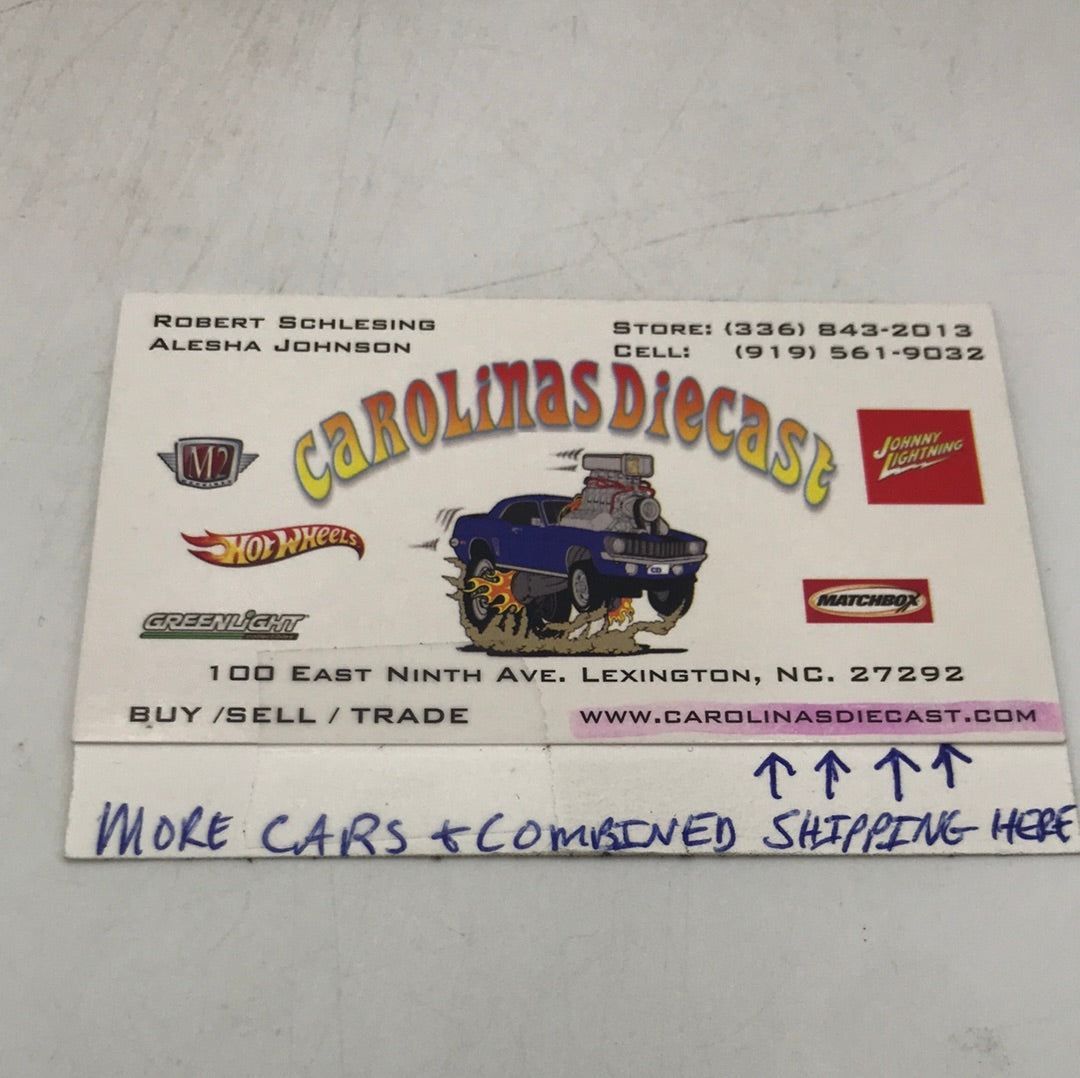 ROBERT SCHLESING
ALESHA JOHNSON
STORE: (336) 843-2013
CELL: (919) 561-9032
CAROLINAS DIECAST
M2
JOHNNY
LIGHTNING
HOT WHEELS
CD
MATCHBOX
GREENLIGHT
100 EAST NINTH AVE. LEXINGTON, NC. 27292
BUY /SELL / TRADE
WWW.CAROLINASDIECAST.COM
MORE CARS + COMBINED SHIPPING HERE